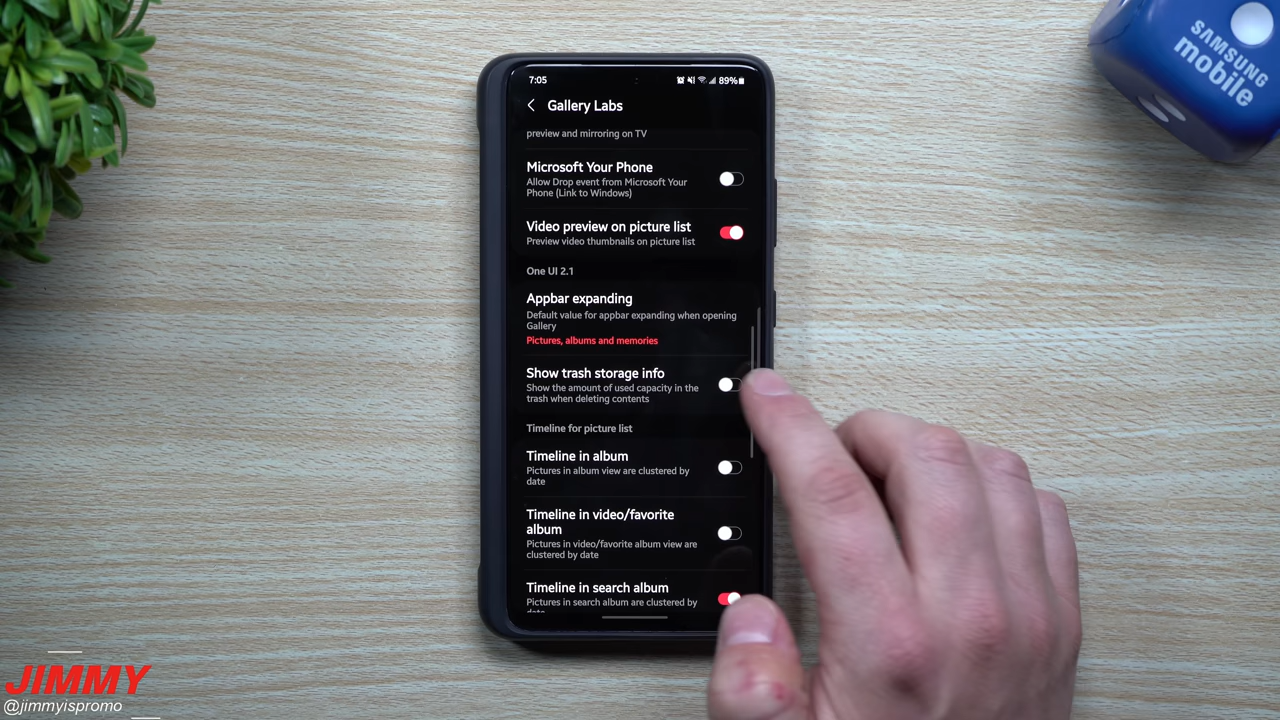 7:05
89%
Gallery Labs
preview and mirroring on TV
Microsoft Your Phone
Allow Drop event from Microsoft Your
Phone (Link to Windows)
Video preview on picture list
Preview video thumbnails on picture list
One UI 2.1
Appbar expanding
Default value for appbar expanding when opening
Gallery
Pictures, albums and memories
Show trash storage info
Show the amount of used capacity in the
trash when deleting contents
Timeline for picture list
Timeline in album
Pictures in album view are clustered by
date
Timeline in video/favorite
album
Pictures in video/favorite album view are
clustered by date
Timeline in search album
Pictures in search album are clustered by
date
SAMSUNG
mobile
JIMMY
@jimmyispromo